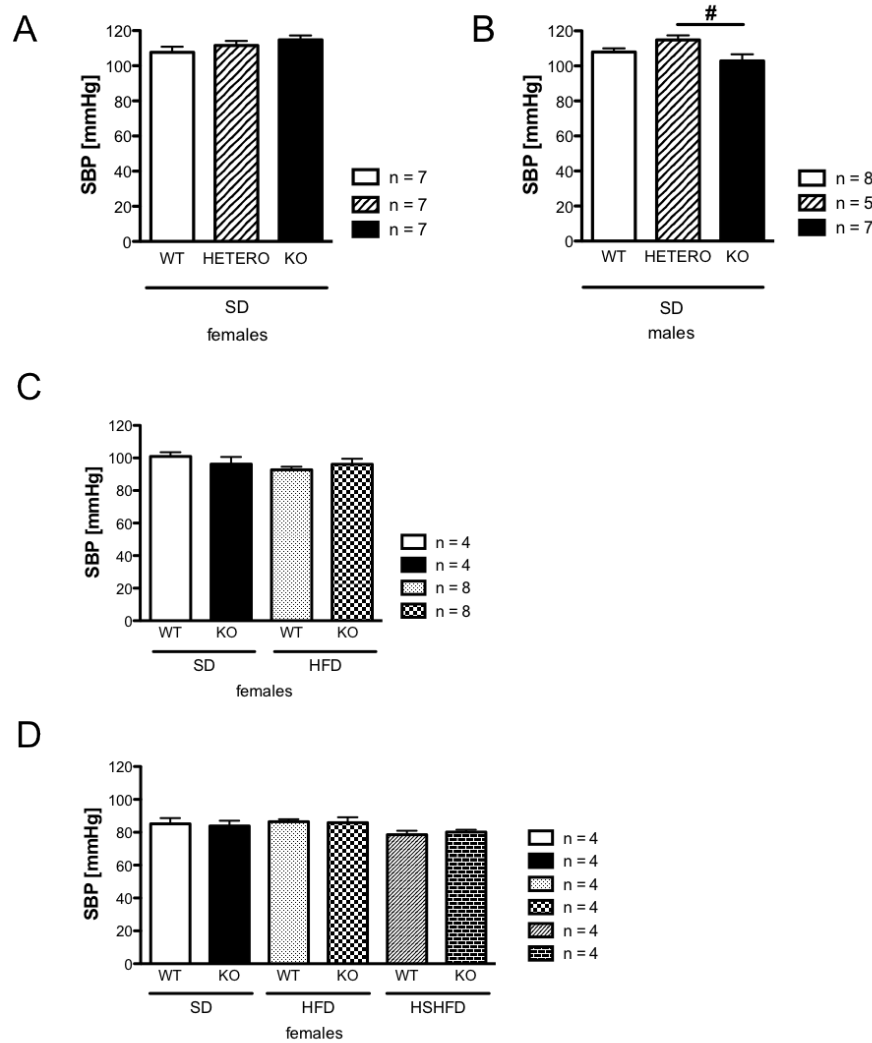 A
SBP [mmHg]
120
100
80
60
40
20
0
WT HETERO KO
SD
females
n = 7
n = 7
n = 7
B
#
SBP [mmHg]
120
100
80
60
40
20
0
WT HETERO KO
SD
males
n = 8
n = 5
n = 7
C
SBP [mmHg]
120
100
80
60
40
20
0
WT KO WT KO
SD HFD
females
n = 4
n = 4
n = 8
n = 8
D
SBP [mmHg]
120
100
80
60
40
20
0
WT KO WT KO WT KO
SD HFD HSHFD
females
n = 4
n = 4
n = 4
n = 4
n = 4
n = 4